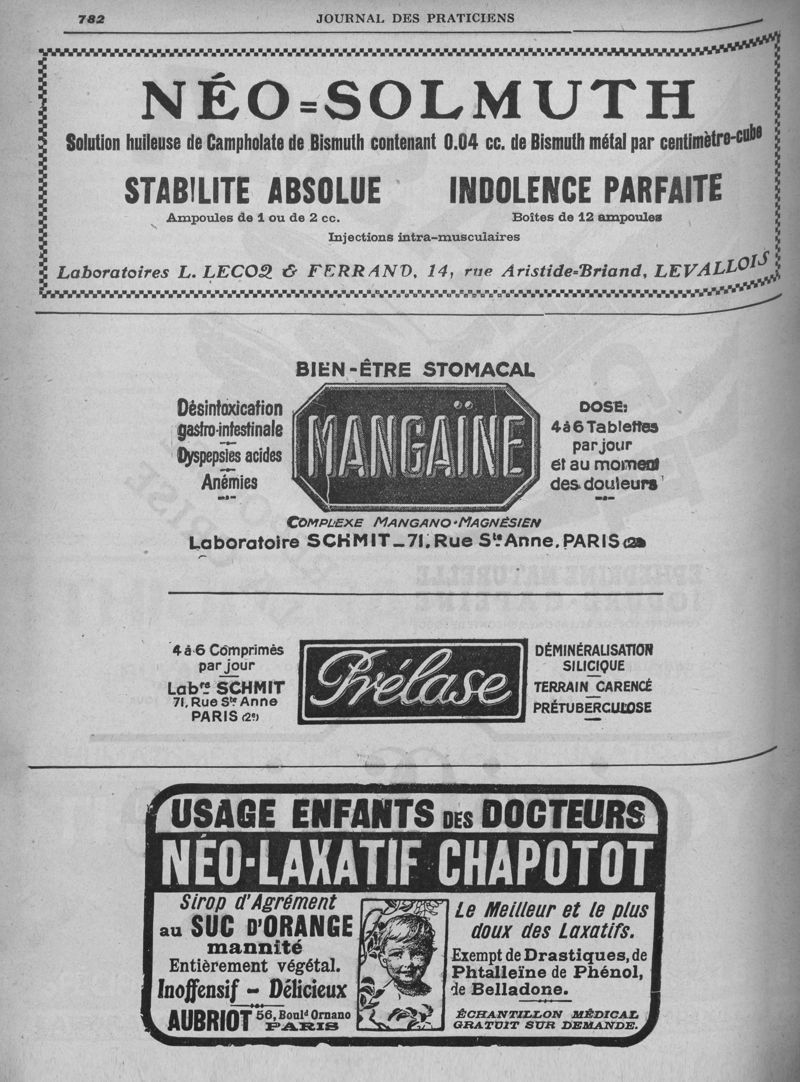 782
JOURNAL DES PRATICIENS
NÉO=SOLMUTH
Solution huileuse de Campholate de Bismuth contenant 0.04 cc. de Bismuth métal par centimètre-cube
STABILITE ABSOLUE
INDOLENCE PARFAITE
Ampoules de 1 ou de 2 cc.
Boîtes de 12 ampoules
Injections intra-musculaires
Laboratoires L. LECOQ & FERRAND, 14, rue Aristide=Briand, LEVALLOIS
BIEN-ÊTRE STOMACAL
Désintoxication
gastro-intestinale
Dyspepsies acides
Anémies
MANGAÏNE
DOSE:
4 à 6 Tablettes
par jour
et au moment
des douleurs
COMPLEXE MANGANO-MAGNÉSIEN
Laboratoire SCHMIT_71, Rue Ste Anne, PARIS (2e)
4 à 6 Comprimés
par jour
Labres SCHMIT
71, Rue Ste Anne
PARIS (2e)
Prélase
DÉMINÉRALISATION
SILICIQUE
TERRAIN CARENCÉ
PRÉTUBERCULOSE
USAGE ENFANTS DES DOCTEURS
NÉO-LAXATIF CHAPOTOT
Sirop d'Agrément
au SUC D'ORANGE
mannité
Entièrement végétal.
Inoffensif - Délicieux
AUBRIOT 56, Bould Ornano
PARIS
Le Meilleur et le plus
doux des Laxatifs.
Exempt de Drastiques, de
Phtalleïne de Phénol,
de Belladone.
ÉCHANTILLON MÉDICAL
GRATUIT SUR DEMANDE.